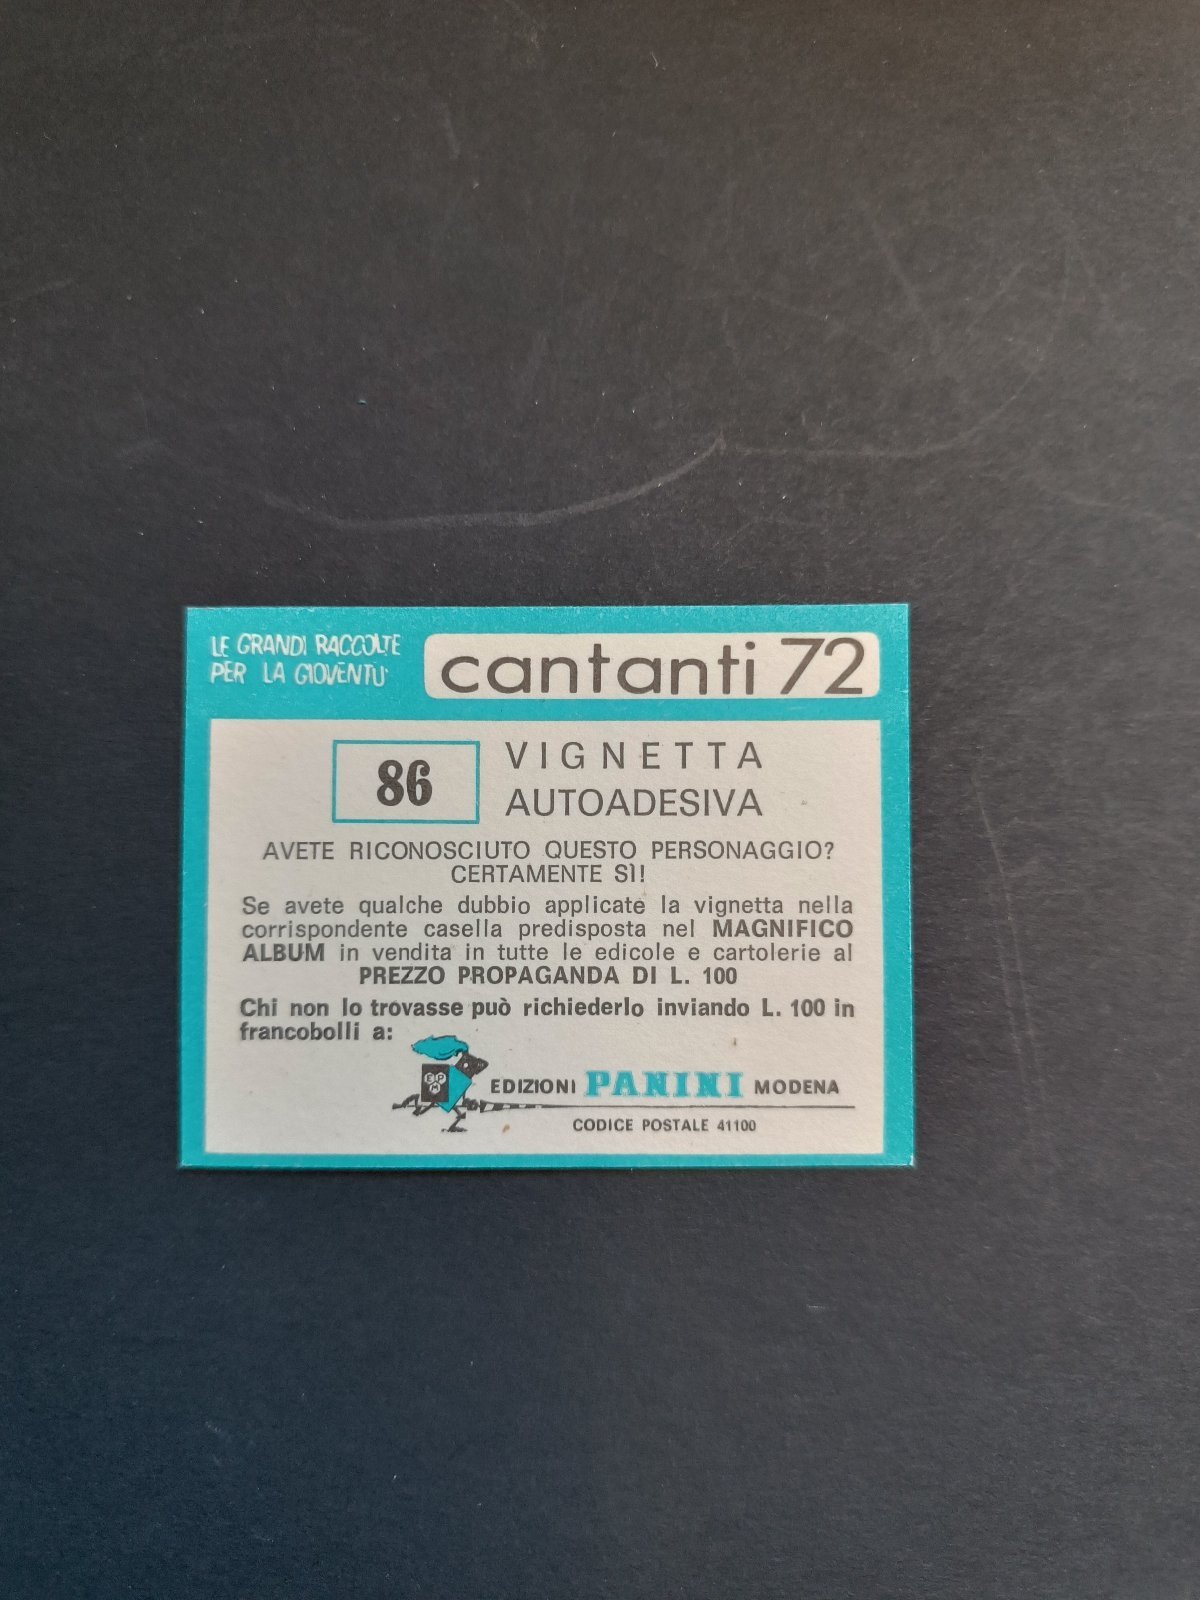 LE GRANDI RACCOLTE
PER LA GIOVENTU'
cantanti 72
86
VIGNETTA
AUTOADESIVA
AVETE RICONOSCIUTO QUESTO PERSONAGGIO?
CERTAMENTE SÌ!
Se avete qualche dubbio applicate la vignetta nella
corrispondente casella predisposta nel MAGNIFICO
ALBUM in vendita in tutte le edicole e cartolerie al
PREZZO PROPAGANDA DI L. 100
Chi non lo trovasse può richiederlo inviando L. 100 in
francobolli a:
EPM
EDIZIONI PANINI MODENA
CODICE POSTALE 41100